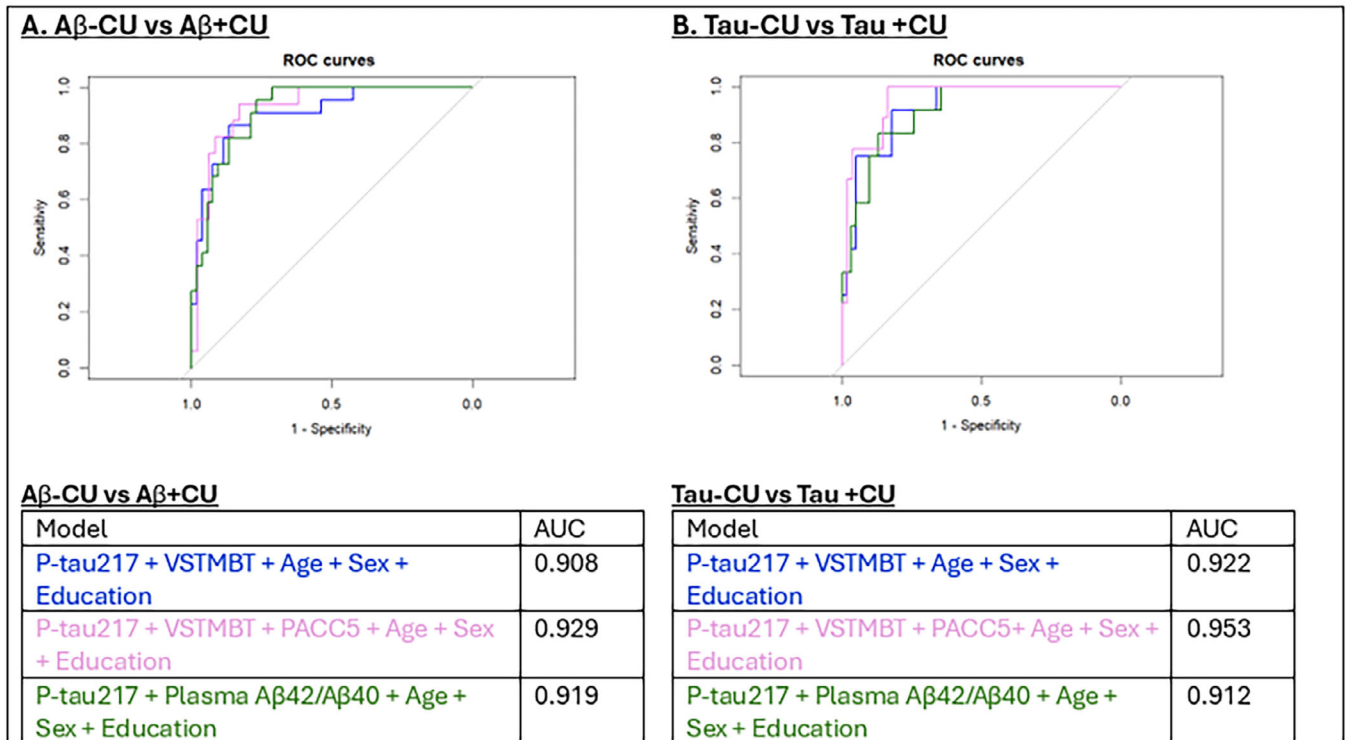 A. Aβ-CU vs Aβ+CU
ROC curves
1.0
0.8
0.6
0.4
0.2
0.0
Sensitiviy
1.0
0.5
0.0
1 - Specificity
B. Tau-CU vs Tau +CU
ROC curves
1.0
0.8
0.6
0.4
0.2
0.0
Sensitiviy
1.0
0.5
0.0
1 - Specificity
Aβ-CU vs Aβ+CU
Model AUC
P-tau217 + VSTMBT + Age + Sex + 0.908
Education
P-tau217 + VSTMBT + PACC5 + Age + Sex 0.929
+ Education
P-tau217 + Plasma Aβ42/Aβ40 + Age + 0.919
Sex + Education
Tau-CU vs Tau +CU
Model AUC
P-tau217 + VSTMBT + Age + Sex + 0.922
Education
P-tau217 + VSTMBT + PACC5+ Age + Sex + 0.953
Education
P-tau217 + Plasma Aβ42/Aβ40 + Age + 0.912
Sex + Education